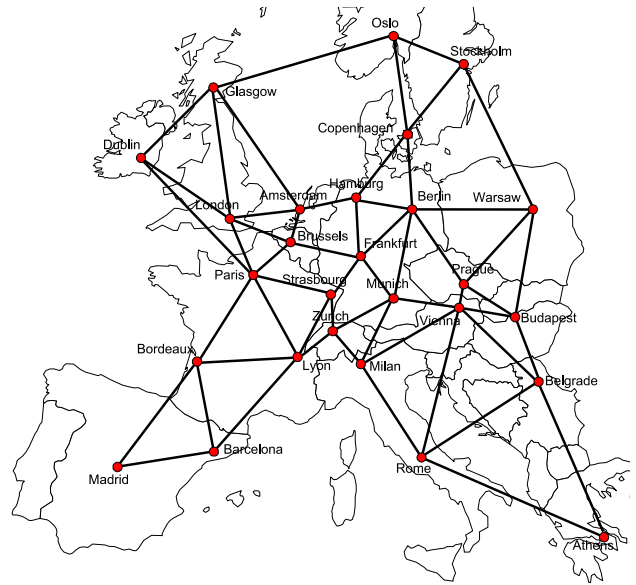 Oslo
Stockholm
Glasgow
Copenhagen
Dublin
Hamburg
Amsterdam
London
Berlin
Warsaw
Brussels
Frankfurt
Paris
Strasbourg
Munich
Prague
Zurich
Vienna
Budapest
Bordeaux
Lyon
Milan
Belgrade
Barcelona
Madrid
Rome
Athens